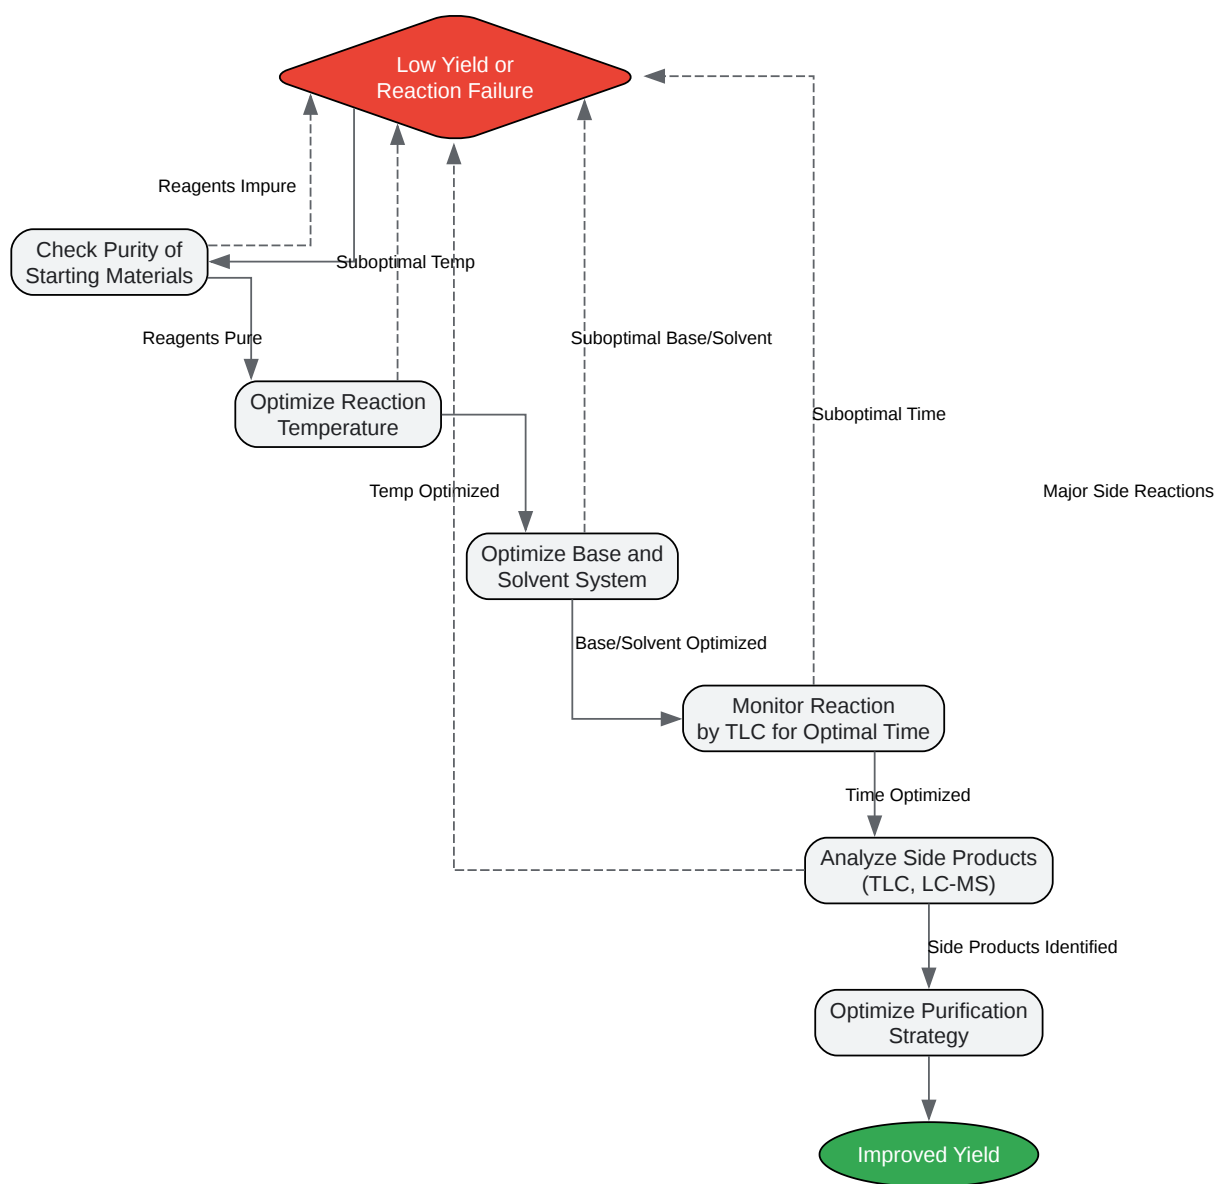 Low Yield or
Reaction Failure
Reagents Impure
Check Purity of
Starting Materials
Suboptimal Temp
Reagents Pure
Suboptimal Base/Solvent
Optimize Reaction
Temperature
Suboptimal Time
Temp Optimized
Major Side Reactions
Optimize Base and
Solvent System
Base/Solvent Optimized
Monitor Reaction
by TLC for Optimal Time
Time Optimized
Analyze Side Products
(TLC, LC-MS)
Side Products Identified
Optimize Purification
Strategy
Improved Yield